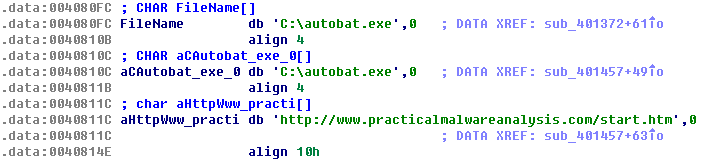 .data:004080FC ; CHAR FileName[]
.data:004080FC FileName db 'C:\autobat.exe',0 ; DATA XREF: sub_401372+61↑o
.data:0040810B align 4
.data:0040810C ; CHAR aCAutobat_exe_0[]
.data:0040810C aCAutobat_exe_0 db 'C:\autobat.exe',0 ; DATA XREF: sub_401457+49↑o
.data:0040811B align 4
.data:0040811C ; char aHttpWww_practi[]
.data:0040811C aHttpWww_practi db 'http://www.practicalmalwareanalysis.com/start.htm',0
.data:0040811C ; DATA XREF: sub_401457+63↑o
.data:0040814E align 10h